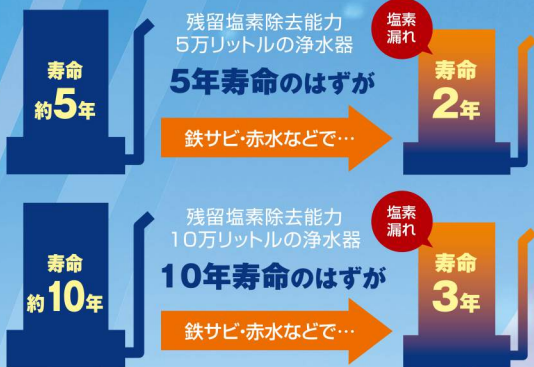 寿命
約5年
残留塩素除去能力
5万リットルの浄水器
5年寿命のはずが
鉄サビ・赤水などで…
塩素
漏れ
寿命
2年
寿命
約10年
残留塩素除去能力
10万リットルの浄水器
10年寿命のはずが
鉄サビ・赤水などで…
塩素
漏れ
寿命
3年